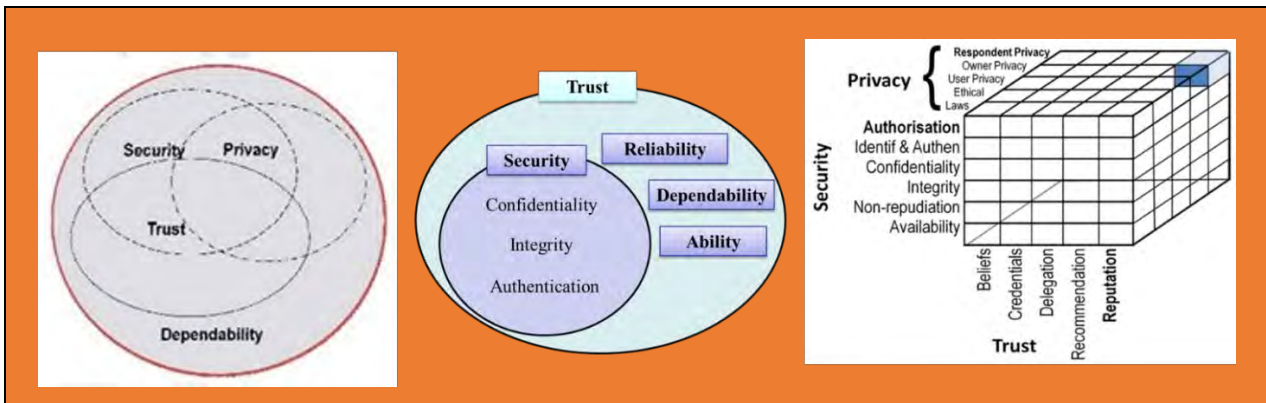 Security
Privacy
Trust
Dependability
Trust
Security
Reliability
Dependability
Ability
Confidentiality
Integrity
Authentication
Privacy
{
Respondent Privacy
Owner Privacy
User Privacy
Ethical
Laws
Security
Authorisation
Identif & Authen
Confidentiality
Integrity
Non-repudiation
Availability
Beliefs
Credentials
Delegation
Recommendation
Reputation
Trust